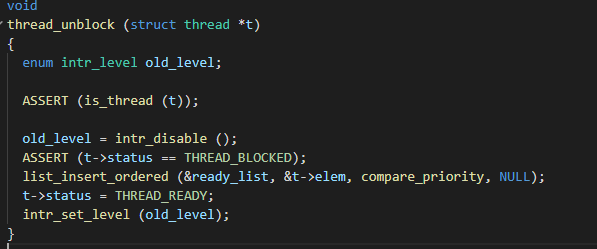 void
thread_unblock (struct thread *t)
{
  enum intr_level old_level;

  ASSERT (is_thread (t));

  old_level = intr_disable ();
  ASSERT (t->status == THREAD_BLOCKED);
  list_insert_ordered (&ready_list, &t->elem, compare_priority, NULL);
  t->status = THREAD_READY;
  intr_set_level (old_level);
}